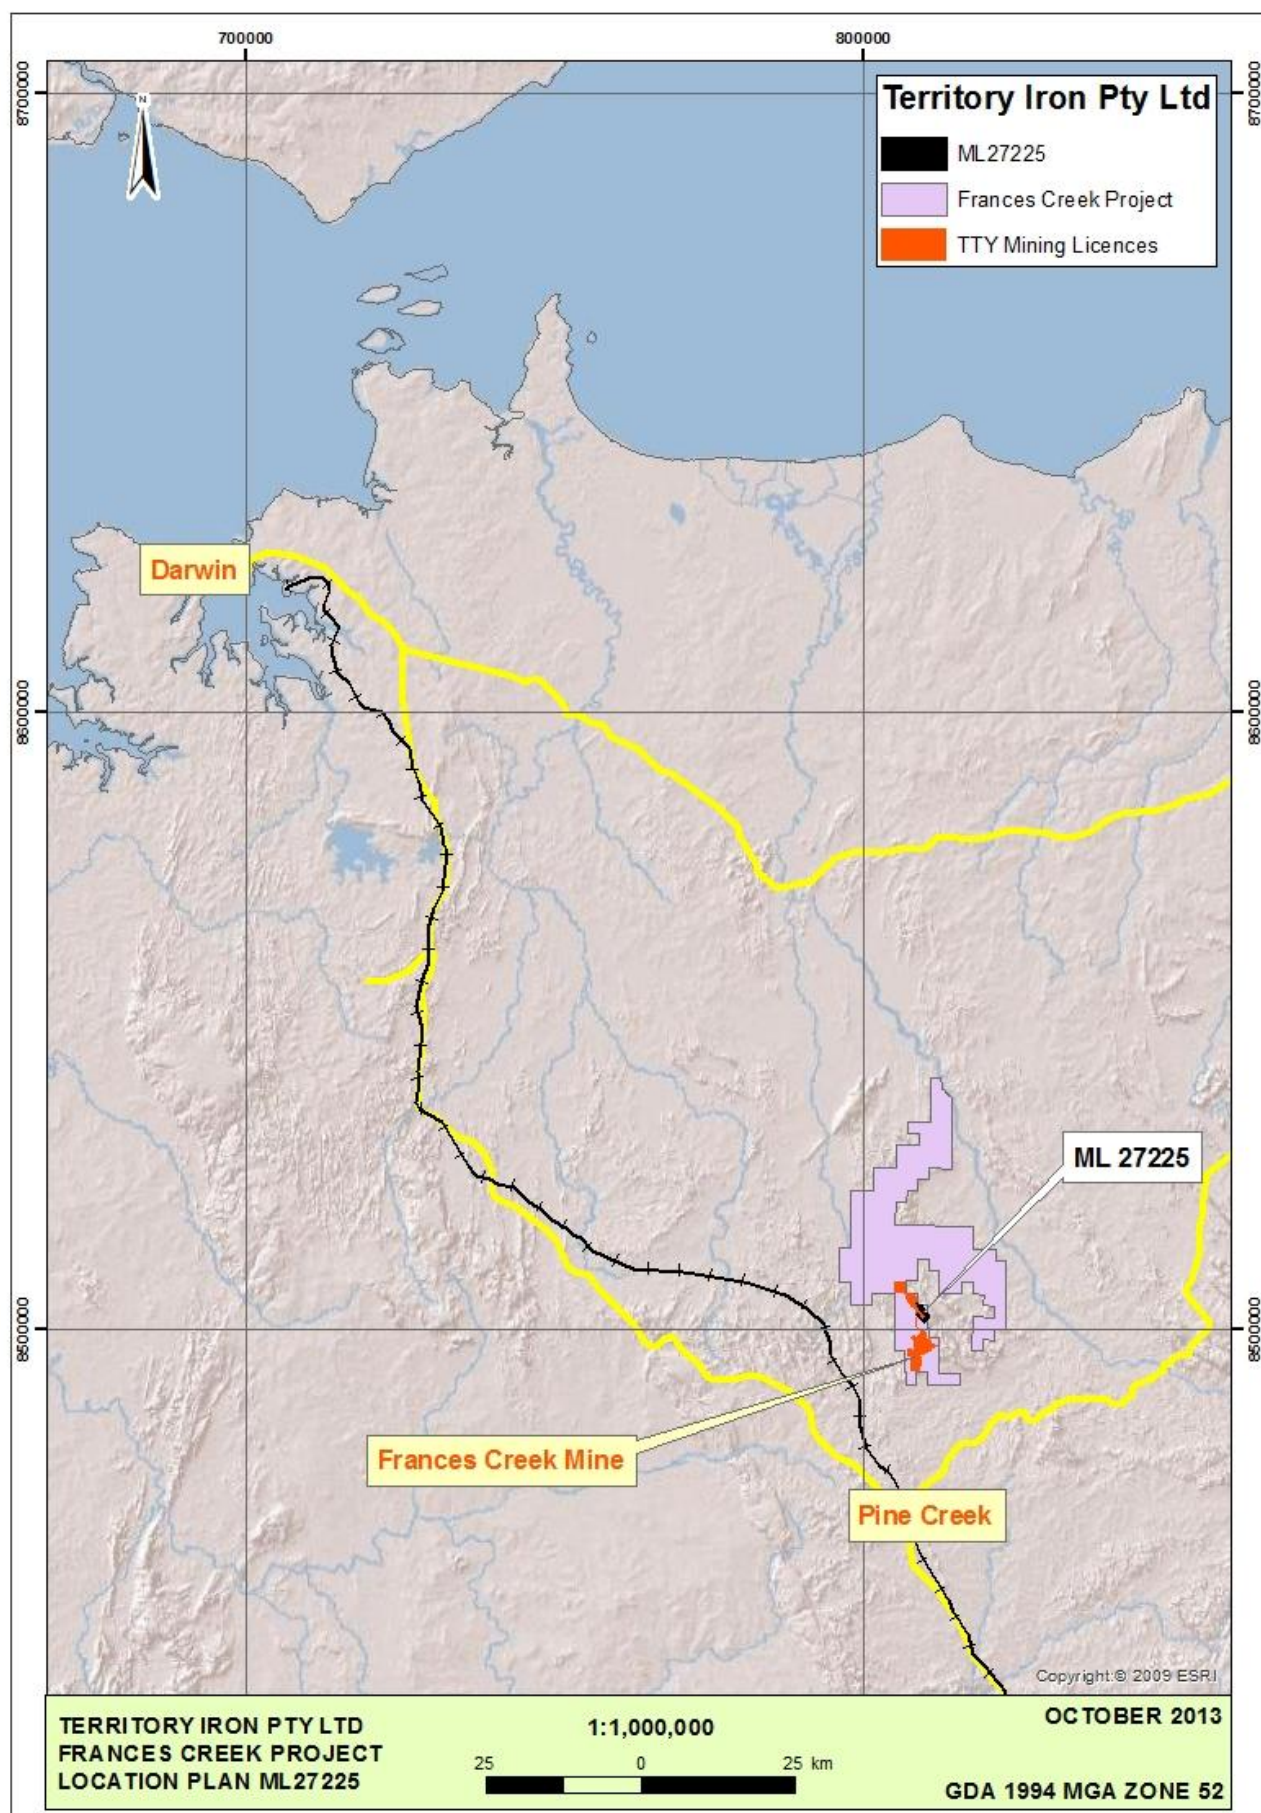 700000
800000
8700000
8700000
N
Territory Iron Pty Ltd
ML27225
Frances Creek Project
TTY Mining Licences
Darwin
8600000
8600000
ML 27225
8500000
8500000
Frances Creek Mine
Pine Creek
Copyright:© 2009 ESRI
TERRITORY IRON PTY LTD
FRANCES CREEK PROJECT
LOCATION PLAN ML27225
1:1,000,000
25 0 25 km
OCTOBER 2013
GDA 1994 MGA ZONE 52